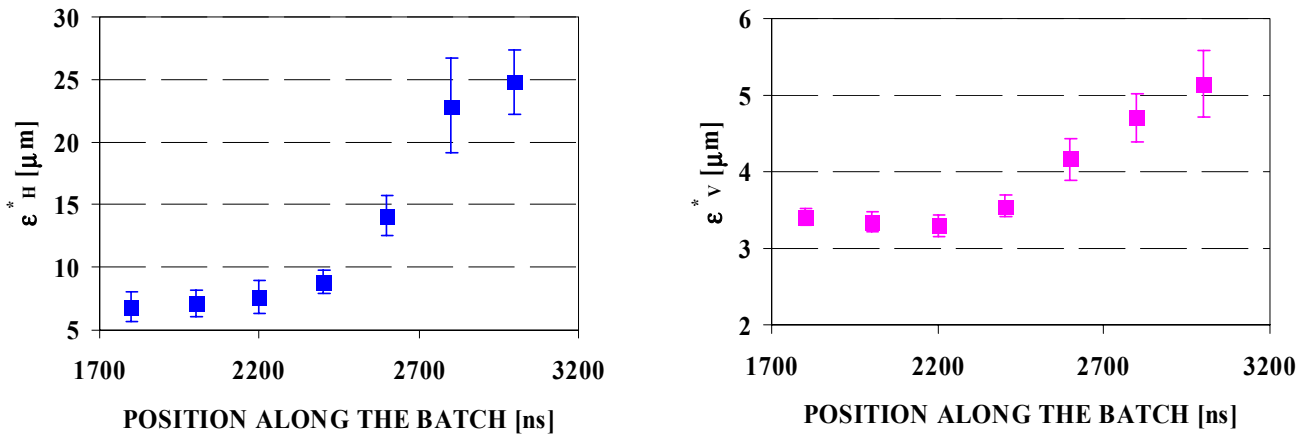 30
25
20
15
10
5
ε*H [μm]
1700 2200 2700 3200
POSITION ALONG THE BATCH [ns]
6
5
4
3
2
ε*V [μm]
1700 2200 2700 3200
POSITION ALONG THE BATCH [ns]